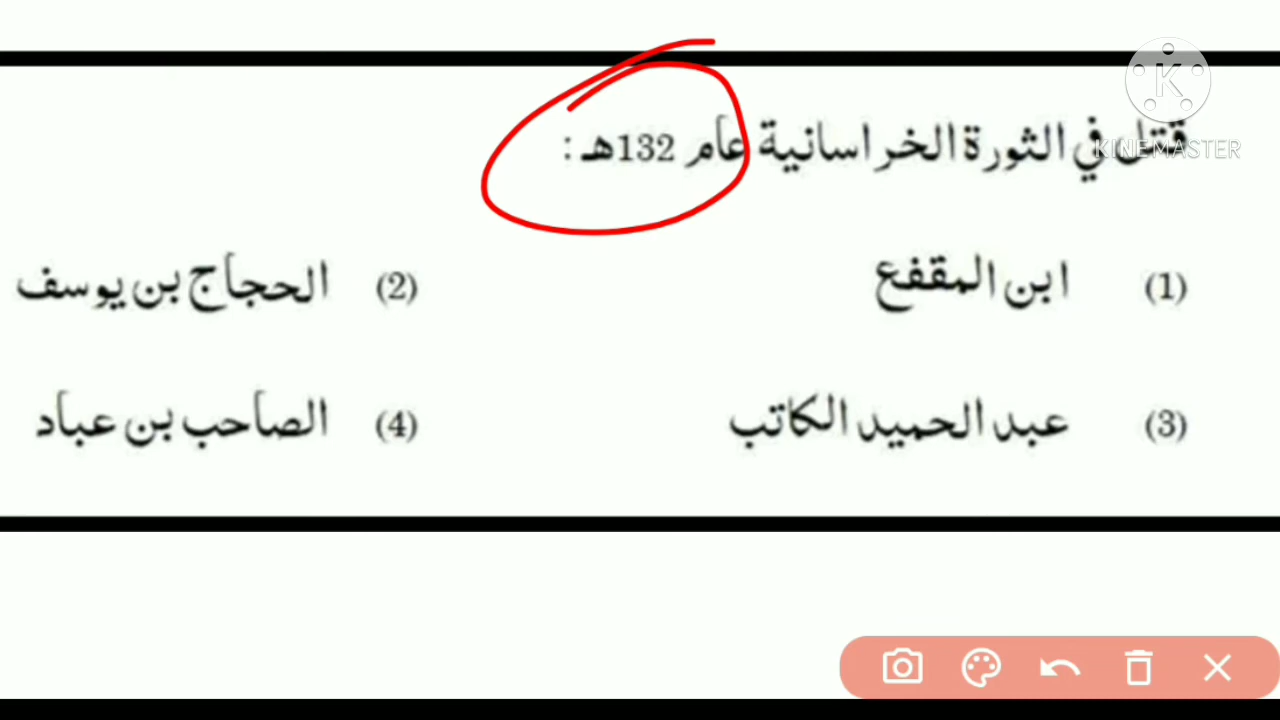 قتل في الثورة الخراسانية عام 132هـ :
(1) ابن المقفع (2) الحجاج بن يوسف
(3) عبد الحميد الكاتب (4) الصاحب بن عباد
K
KINEMASTER